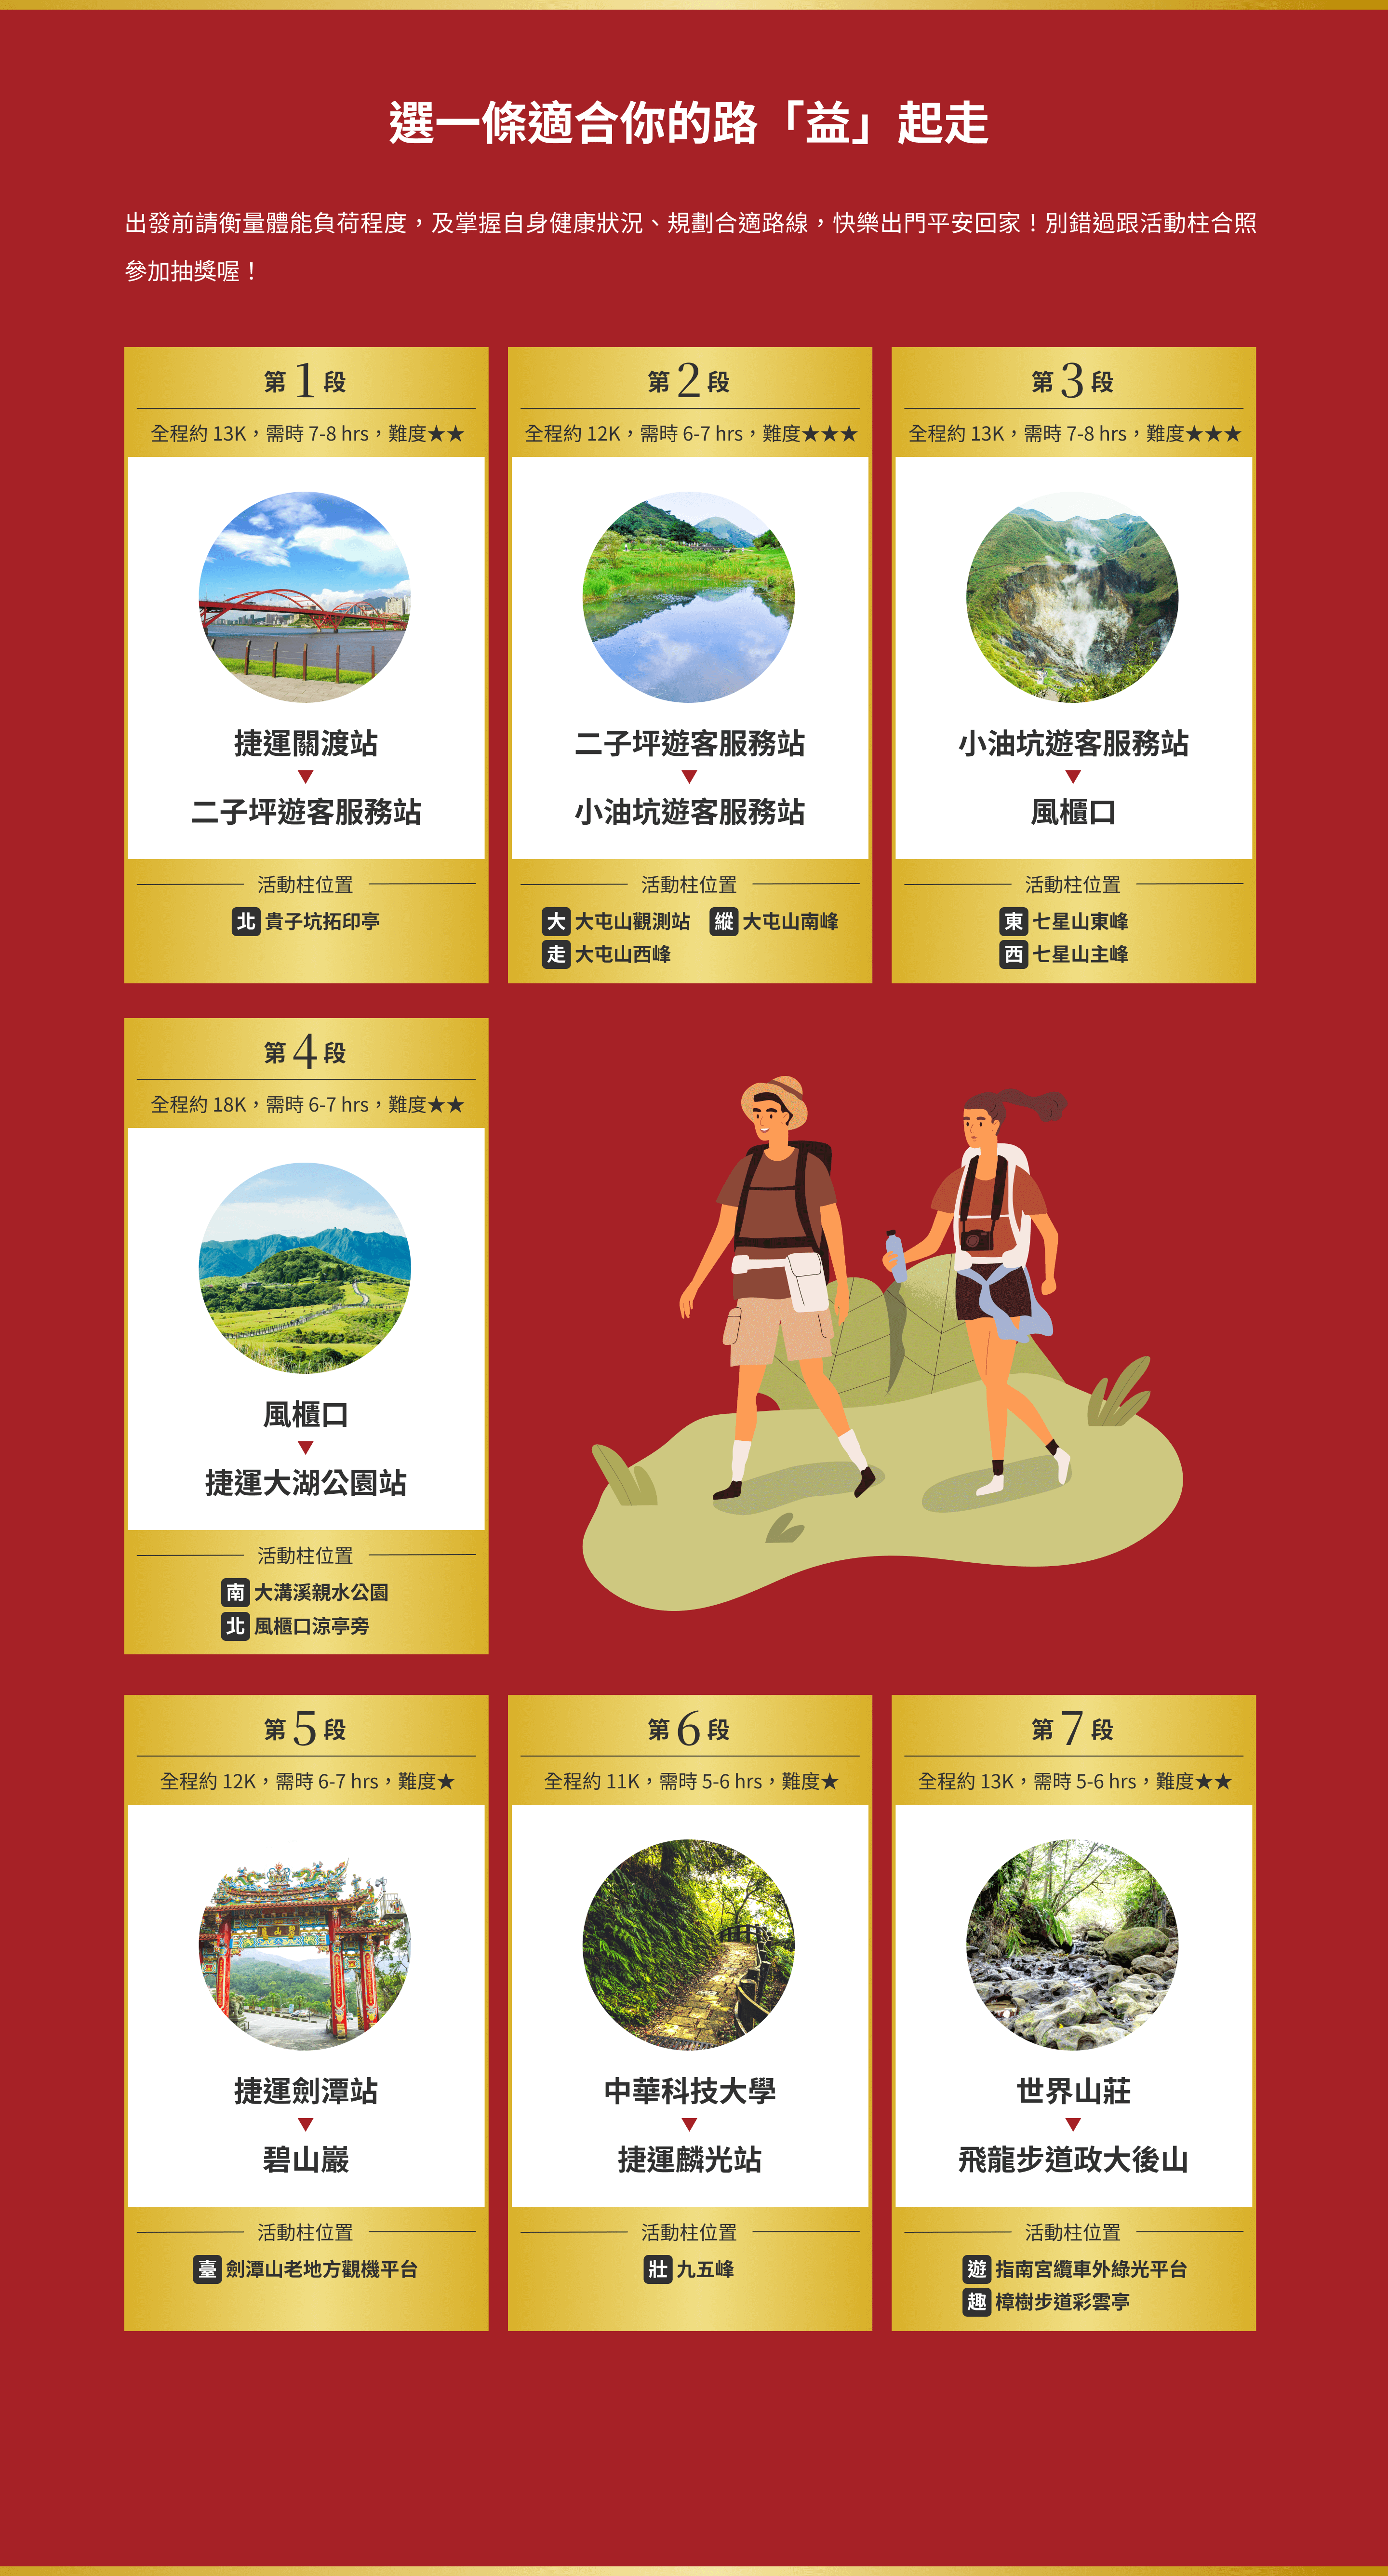 選一條適合你的路「益」起走
出發前請衡量體能負荷程度，及掌握自身健康狀況、規劃合適路線，快樂出門平安回家！別錯過跟活動柱合照
參加抽獎喔！
第 1 段
全程約 13K，需時 7-8 hrs，難度★★
捷運關渡站
▼
二子坪遊客服務站
活動柱位置
北 貴子坑拓印亭
第 2 段
全程約 12K，需時 6-7 hrs，難度★★★
二子坪遊客服務站
▼
小油坑遊客服務站
活動柱位置
大 大屯山觀測站 縱 大屯山南峰
走 大屯山西峰
第 3 段
全程約 13K，需時 7-8 hrs，難度★★★
小油坑遊客服務站
▼
風櫃口
活動柱位置
東 七星山東峰
西 七星山主峰
第 4 段
全程約 18K，需時 6-7 hrs，難度★★
風櫃口
▼
捷運大湖公園站
活動柱位置
南 大溝溪親水公園
北 風櫃口涼亭旁
第 5 段
全程約 12K，需時 6-7 hrs，難度★
捷運劍潭站
▼
碧山巖
活動柱位置
臺 劍潭山老地方觀機平台
第 6 段
全程約 11K，需時 5-6 hrs，難度★
中華科技大學
▼
捷運麟光站
活動柱位置
壯 九五峰
第 7 段
全程約 13K，需時 5-6 hrs，難度★★
世界山莊
▼
飛龍步道政大後山
活動柱位置
遊 指南宮纜車外綠光平台
趣 樟樹步道彩雲亭